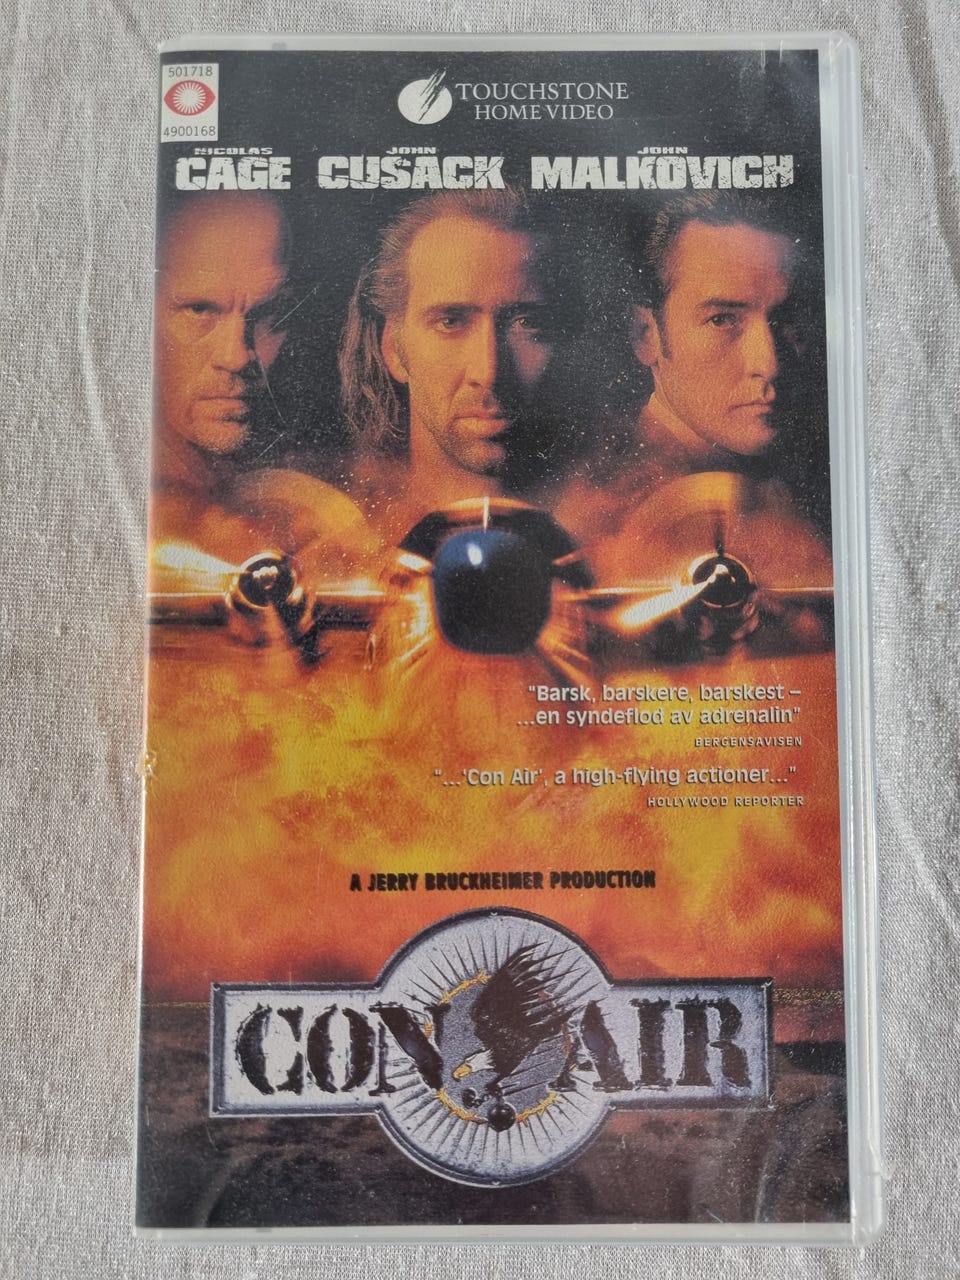 501718
4900168
TOUCHSTONE
HOME VIDEO
NICOLAS
CAGE
JOHN
CUSACK
JOHN
MALKOVICH
"Barsk, barskere, barskest –
...en syndeflod av adrenalin"
BERGENSAVISEN
"...'Con Air', a high-flying actioner..."
HOLLYWOOD REPORTER
A JERRY BRUCKHEIMER PRODUCTION
CON AIR